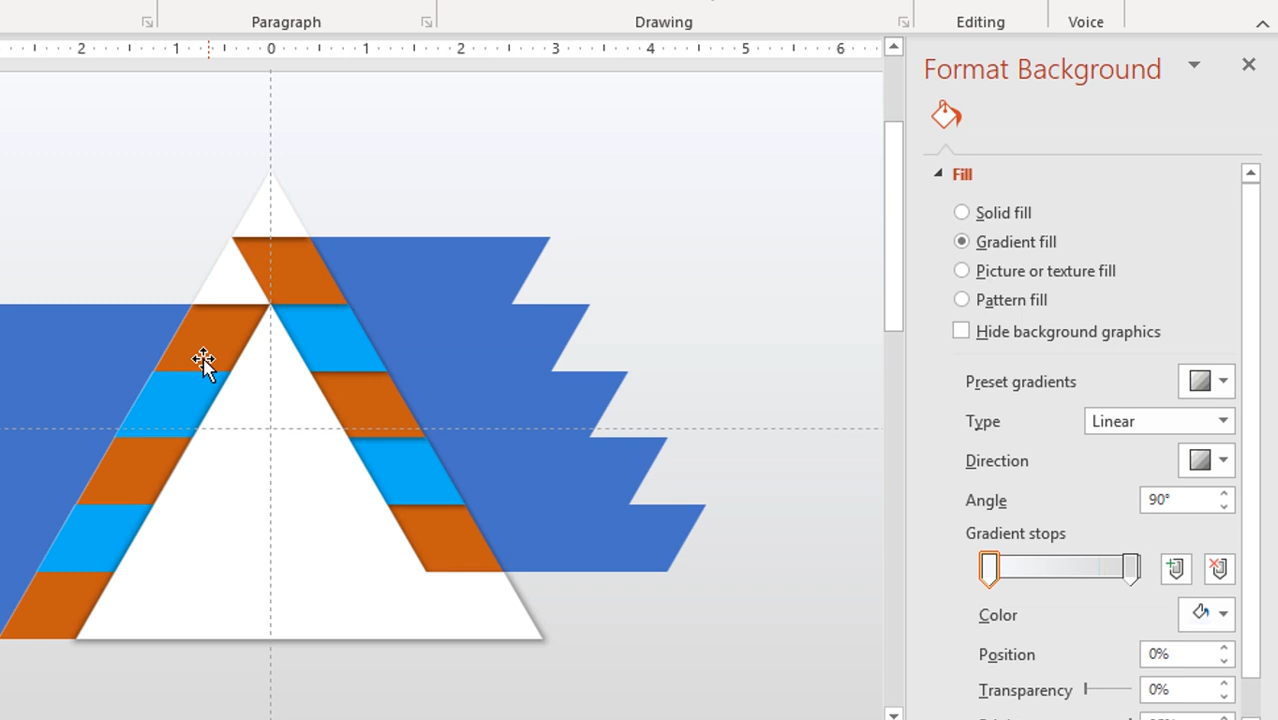 Paragraph Drawing Editing Voice
2 1 0 1 2 3 4 5 6
Format Background
Fill
Solid fill
Gradient fill
Picture or texture fill
Pattern fill
Hide background graphics
Preset gradients
Type Linear
Direction
Angle 90°
Gradient stops
Color
Position 0%
Transparency 0%